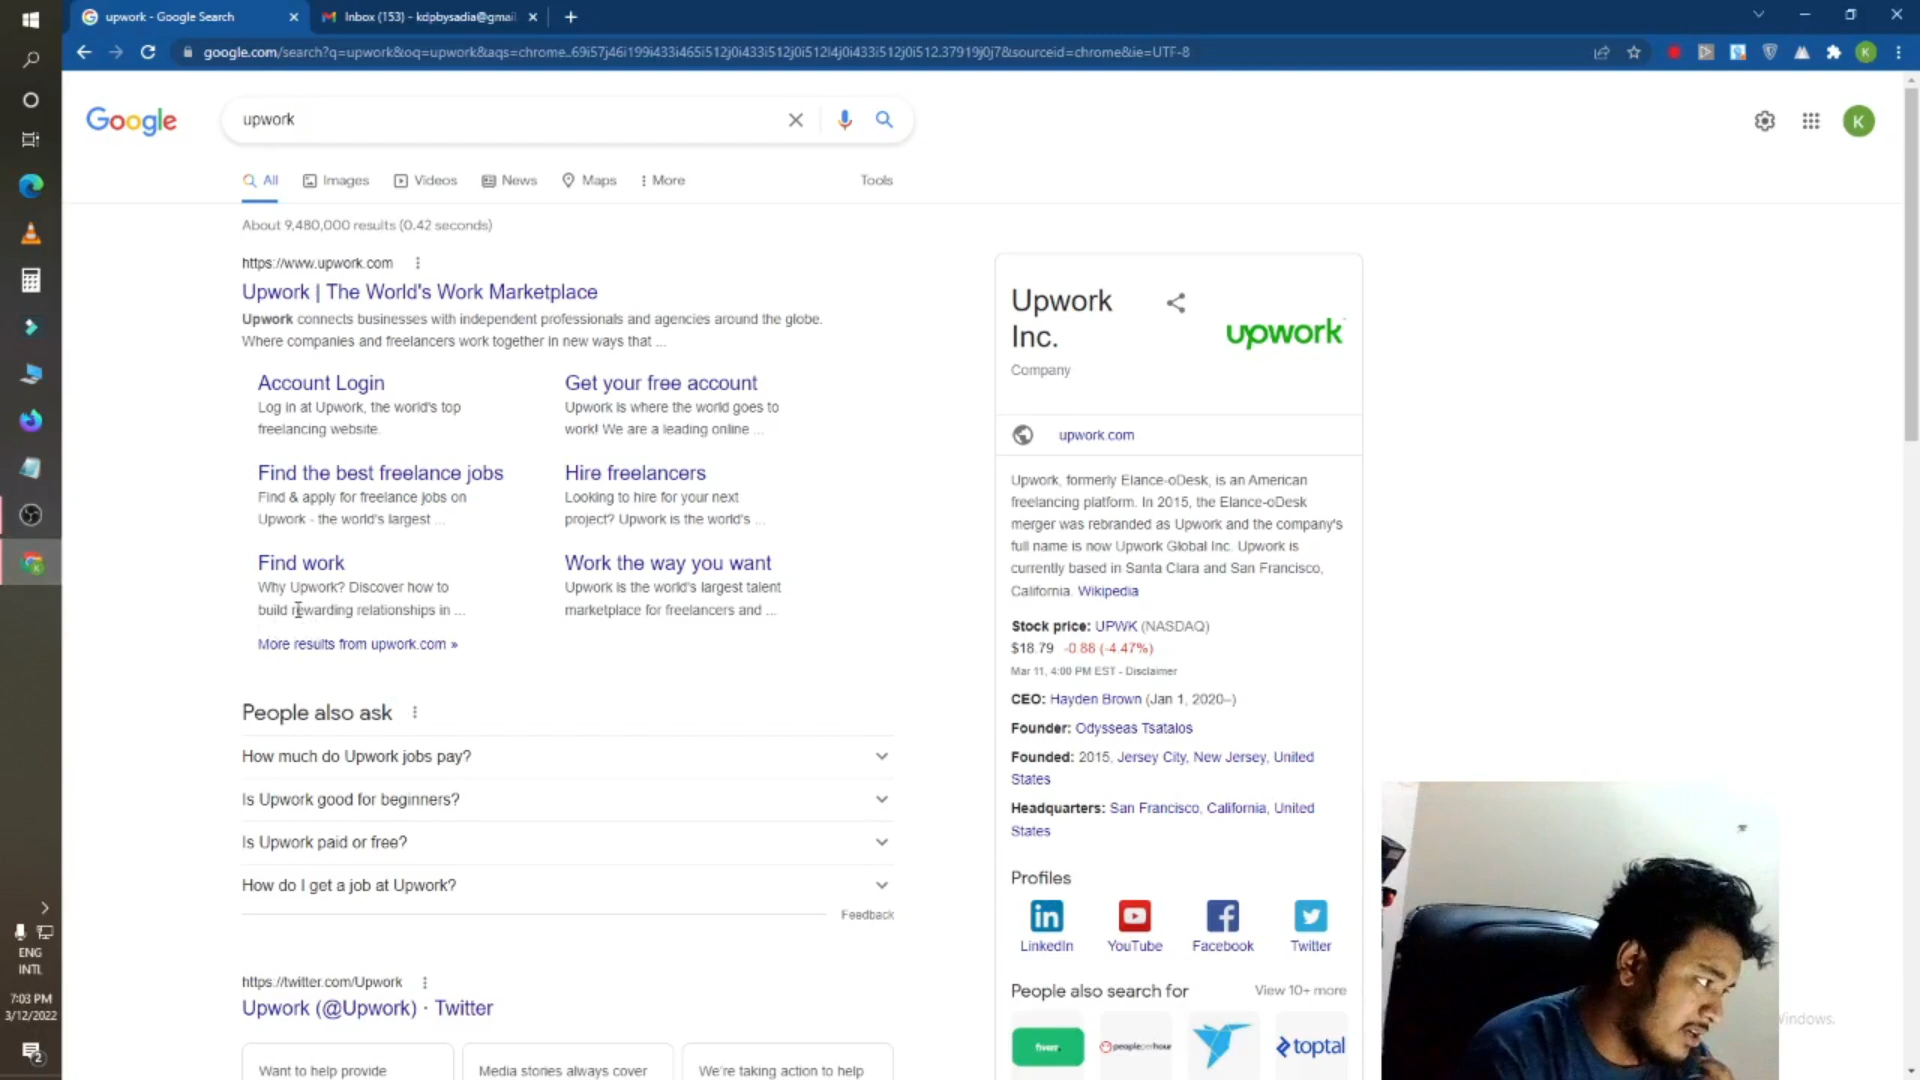 upwork - Google Search
Inbox (153) - kdpbysadia@gmai
google.com/search?q=upwork&oq=upwork&aqs=chrome..69i57j46i199i433i465i512j0i433i512j0i512l4j0i433i512j0i512.37919j0j7&sourceid=chrome&ie=UTF-8
K
Google
upwork
K
All
Images
Videos
News
Maps
More
Tools
About 9,480,000 results (0.42 seconds)
https://www.upwork.com
Upwork | The World's Work Marketplace
Upwork connects businesses with independent professionals and agencies around the globe.
Where companies and freelancers work together in new ways that ...
Account Login
Log in at Upwork, the world's top
freelancing website.
Get your free account
Upwork is where the world goes to
work! We are a leading online ...
Find the best freelance jobs
Find & apply for freelance jobs on
Upwork - the world's largest ...
Hire freelancers
Looking to hire for your next
project? Upwork is the world's ...
Find work
Why Upwork? Discover how to
build rewarding relationships in ...
Work the way you want
Upwork is the world's largest talent
marketplace for freelancers and ...
More results from upwork.com »
People also ask
How much do Upwork jobs pay?
Is Upwork good for beginners?
Is Upwork paid or free?
How do I get a job at Upwork?
Feedback
https://twitter.com/Upwork
Upwork (@Upwork) · Twitter
Want to help provide
Media stories always cover
We're taking action to help
Upwork
Inc.
Company
upwork
upwork.com
Upwork, formerly Elance-oDesk, is an American
freelancing platform. In 2015, the Elance-oDesk
merger was rebranded as Upwork and the company's
full name is now Upwork Global Inc. Upwork is
currently based in Santa Clara and San Francisco,
California. Wikipedia
Stock price: UPWK (NASDAQ)
$18.79 -0.88 (-4.47%)
Mar 11, 4:00 PM EST - Disclaimer
CEO: Hayden Brown (Jan 1, 2020–)
Founder: Odysseas Tsatalos
Founded: 2015, Jersey City, New Jersey, United
States
Headquarters: San Francisco, California, United
States
Profiles
LinkedIn
YouTube
Facebook
Twitter
People also search for
View 10+ more
fiverr
peopleperhour
toptal
Windows.
ENG
INTL
7:03 PM
3/12/2022
2